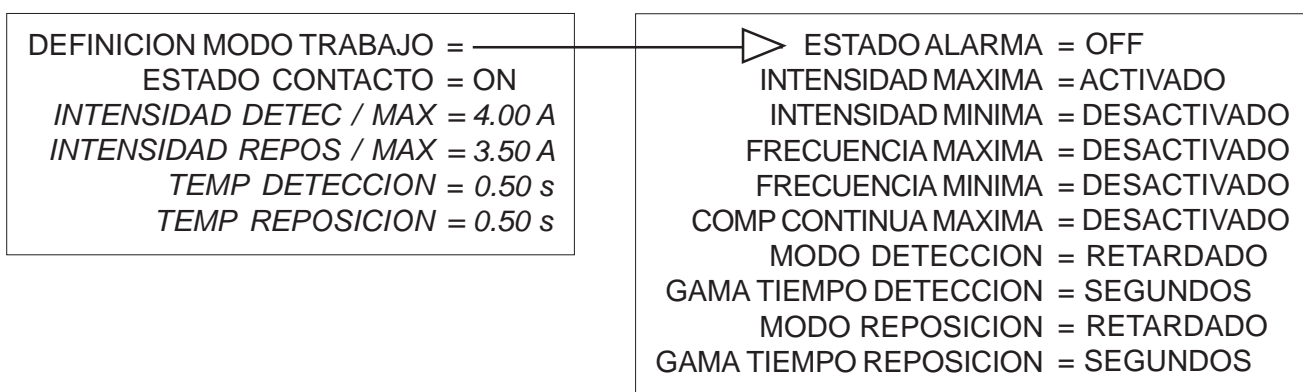 DEFINICION MODO TRABAJO =
ESTADO CONTACTO = ON
INTENSIDAD DETEC / MAX = 4.00 A
INTENSIDAD REPOS / MAX = 3.50 A
TEMP DETECCION = 0.50 s
TEMP REPOSICION = 0.50 s
ESTADO ALARMA = OFF
INTENSIDAD MAXIMA = ACTIVADO
INTENSIDAD MINIMA = DESACTIVADO
FRECUENCIA MAXIMA = DESACTIVADO
FRECUENCIA MINIMA = DESACTIVADO
COMP CONTINUA MAXIMA = DESACTIVADO
MODO DETECCION = RETARDADO
GAMA TIEMPO DETECCION = SEGUNDOS
MODO REPOSICION = RETARDADO
GAMA TIEMPO REPOSICION = SEGUNDOS